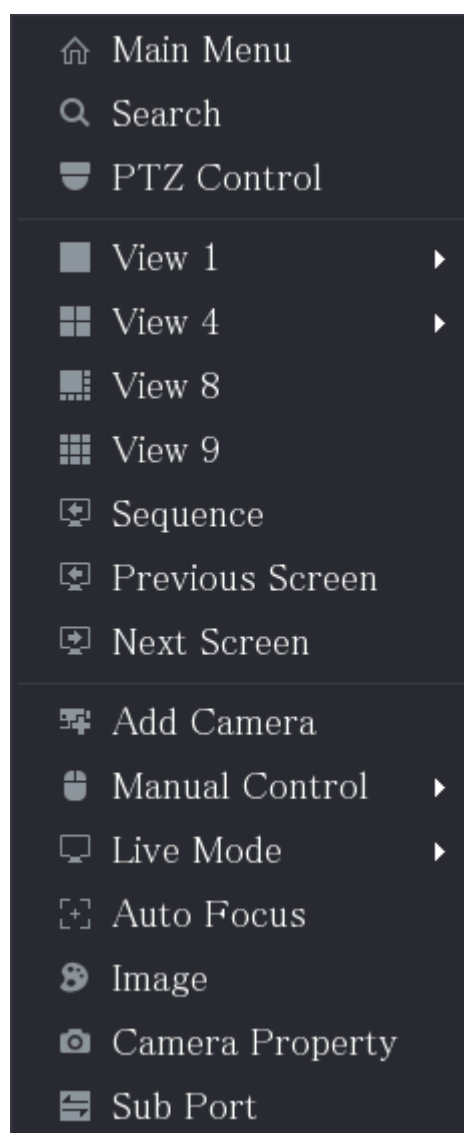 Main Menu
Search
PTZ Control
View 1
View 4
View 8
View 9
Sequence
Previous Screen
Next Screen
Add Camera
Manual Control
Live Mode
Auto Focus
Image
Camera Property
Sub Port